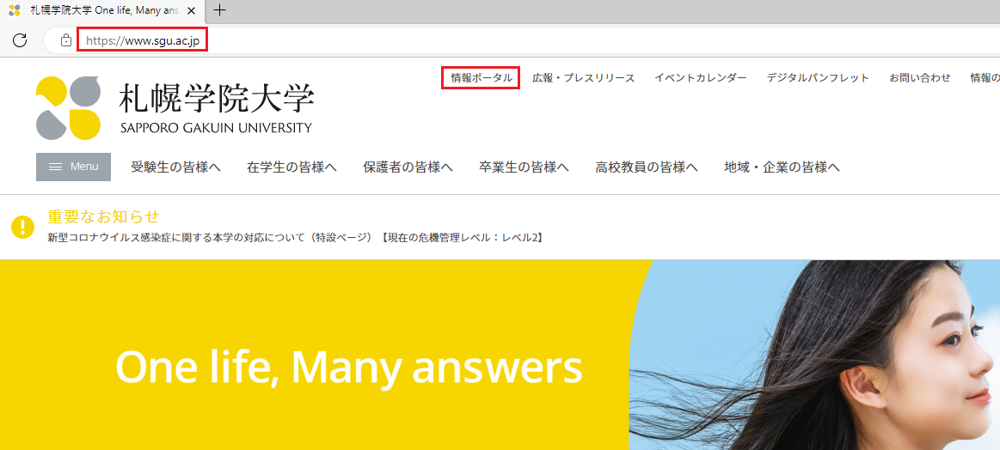 札幌学院大学 One life, Many ans
https://www.sgu.ac.jp
情報ポータル 広報・プレスリリース イベントカレンダー デジタルパンフレット お問い合わせ 情報の
札幌学院大学
SAPPORO GAKUIN UNIVERSITY
Menu 受験生の皆様へ 在学生の皆様へ 保護者の皆様へ 卒業生の皆様へ 高校教員の皆様へ 地域・企業の皆様へ
重要なお知らせ
新型コロナウイルス感染症に関する本学の対応について（特設ページ）【現在の危機管理レベル：レベル2】
One life, Many answers